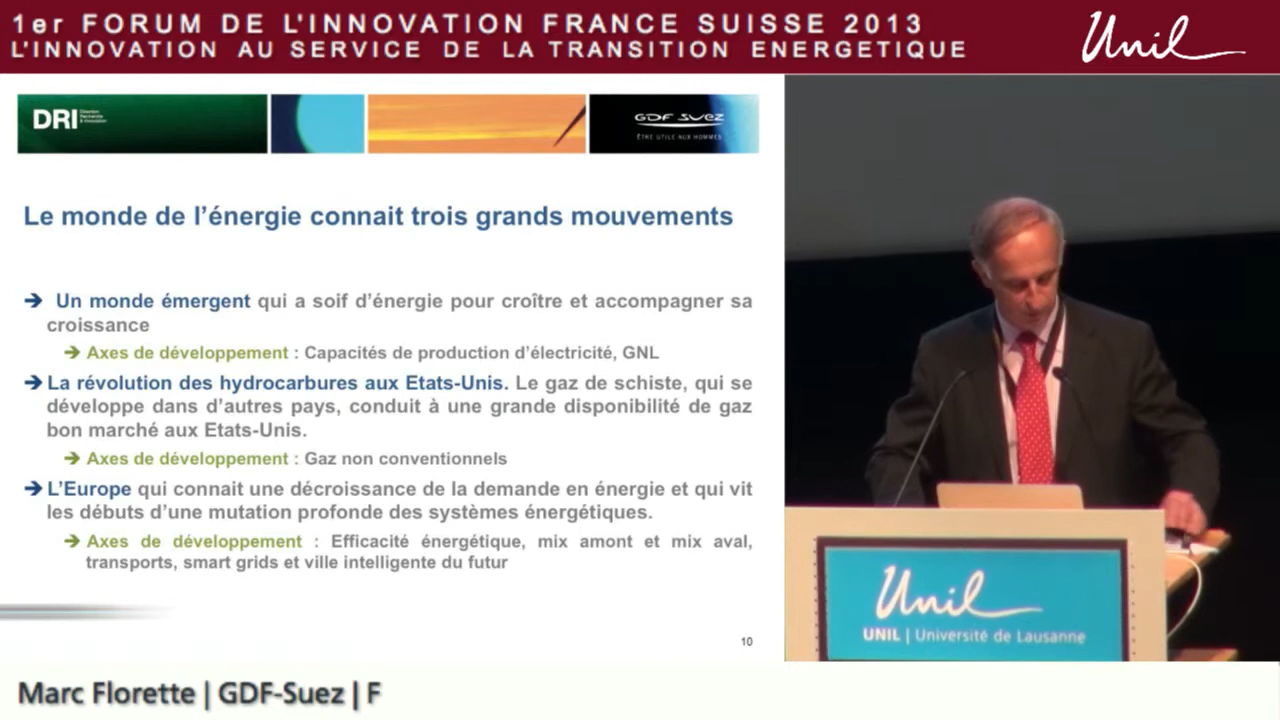 1er FORUM DE L'INNOVATION FRANCE SUISSE 2013
L'INNOVATION AU SERVICE DE LA TRANSITION ENERGETIQUE
Unil
DRI
GDF SUEZ
ÊTRE UTILE AUX HOMMES
Le monde de l'énergie connait trois grands mouvements
➔ Un monde émergent qui a soif d'énergie pour croître et accompagner sa
croissance
➔ Axes de développement : Capacités de production d'électricité, GNL
➔ La révolution des hydrocarbures aux Etats-Unis. Le gaz de schiste, qui se
développe dans d'autres pays, conduit à une grande disponibilité de gaz
bon marché aux Etats-Unis.
➔ Axes de développement : Gaz non conventionnels
➔ L'Europe qui connait une décroissance de la demande en énergie et qui vit
les débuts d'une mutation profonde des systèmes énergétiques.
➔ Axes de développement : Efficacité énergétique, mix amont et mix aval,
transports, smart grids et ville intelligente du futur
10
Unil
UNIL | Université de Lausanne
Marc Florette | GDF-Suez | F